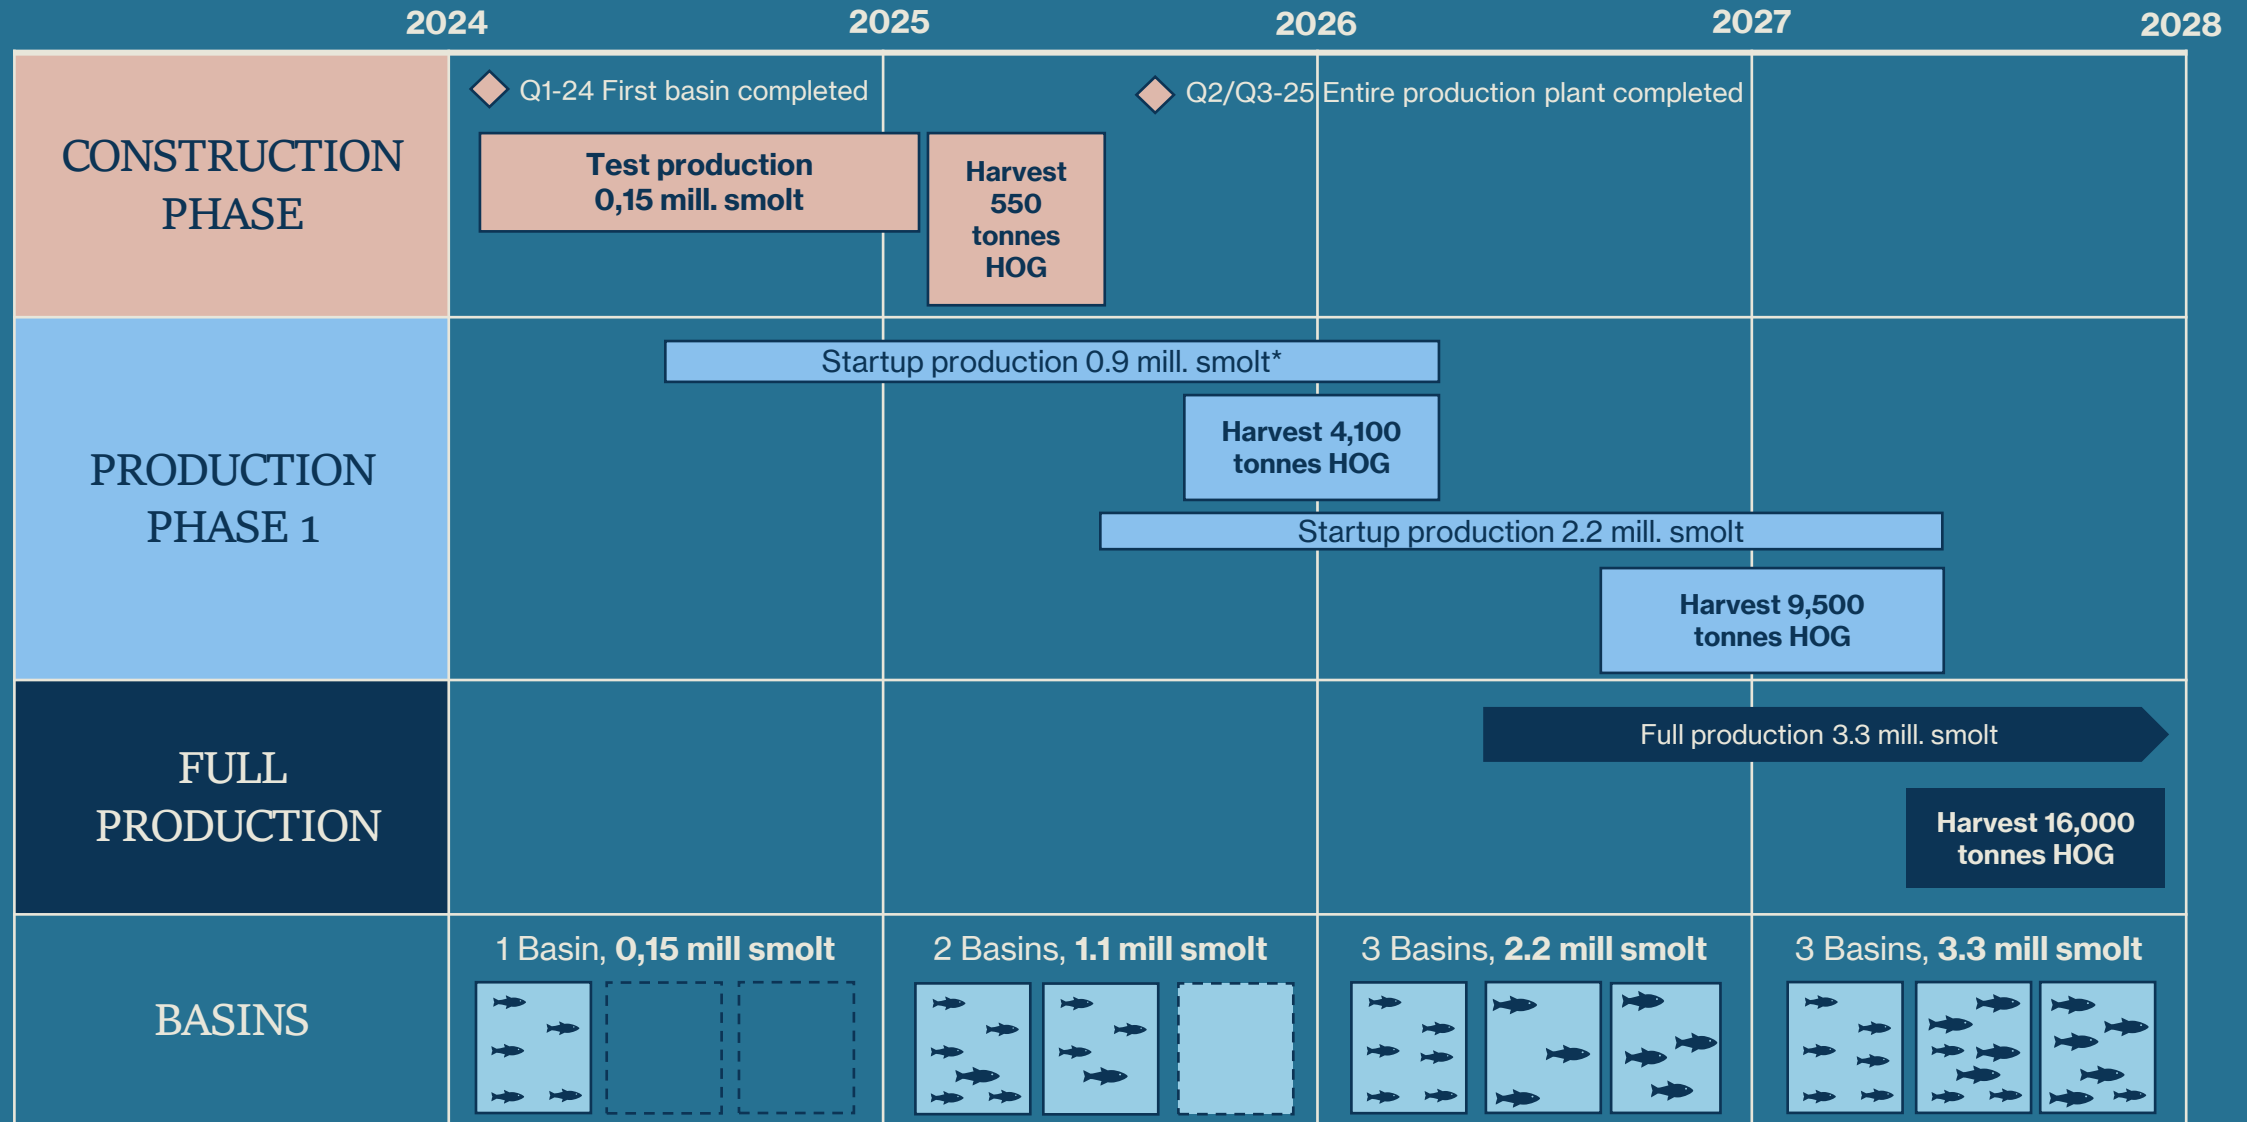 2024 2025 2026 2027 2028
CONSTRUCTION
PHASE
Q1-24 First basin completed
Q2/Q3-25 Entire production plant completed
Test production
0,15 mill. smolt
Harvest
550
tonnes
HOG
PRODUCTION
PHASE 1
Startup production 0.9 mill. smolt*
Harvest 4,100
tonnes HOG
Startup production 2.2 mill. smolt
Harvest 9,500
tonnes HOG
FULL
PRODUCTION
Full production 3.3 mill. smolt
Harvest 16,000
tonnes HOG
BASINS
1 Basin, 0,15 mill smolt
2 Basins, 1.1 mill smolt
3 Basins, 2.2 mill smolt
3 Basins, 3.3 mill smolt